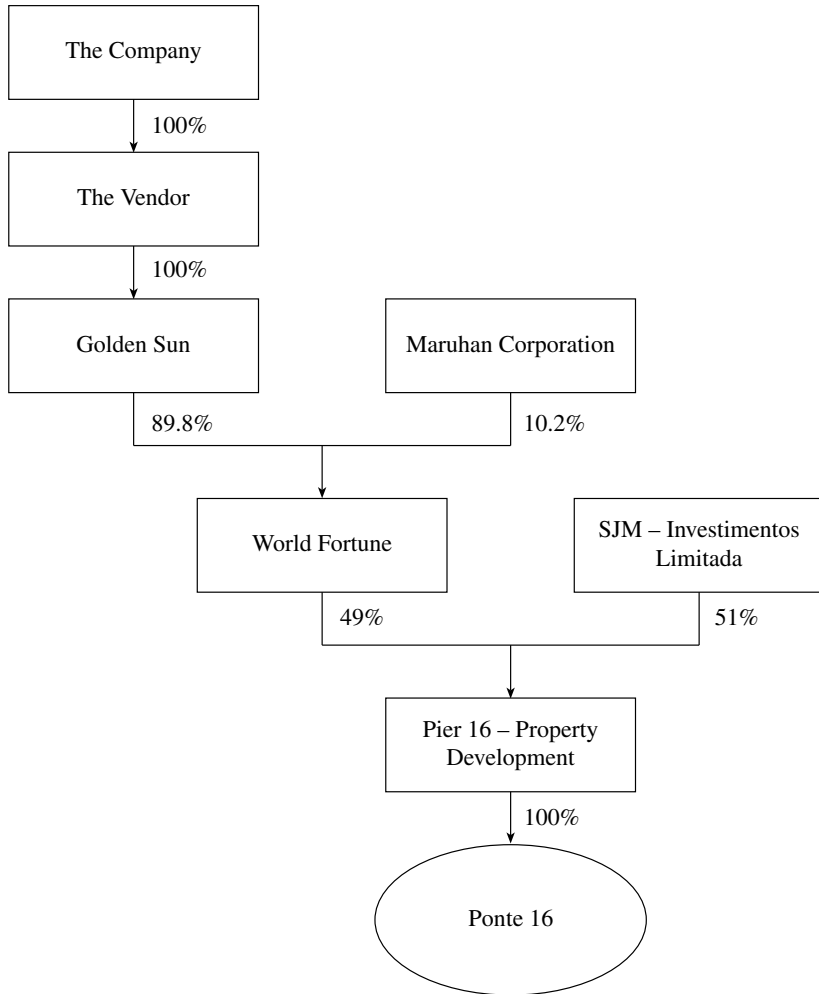 The Company
100%
The Vendor
100%
Golden Sun
Maruhan Corporation
89.8%
10.2%
World Fortune
SJM – Investimentos
Limitada
49%
51%
Pier 16 – Property
Development
100%
Ponte 16